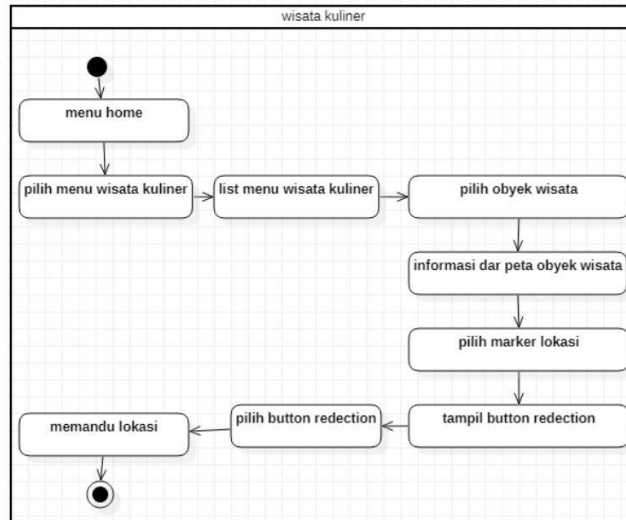 wisata kuliner
menu home
pilih menu wisata kuliner
list menu wisata kuliner
pilih obyek wisata
informasi dar peta obyek wisata
pilih marker lokasi
tampil button redection
pilih button redection
memandu lokasi